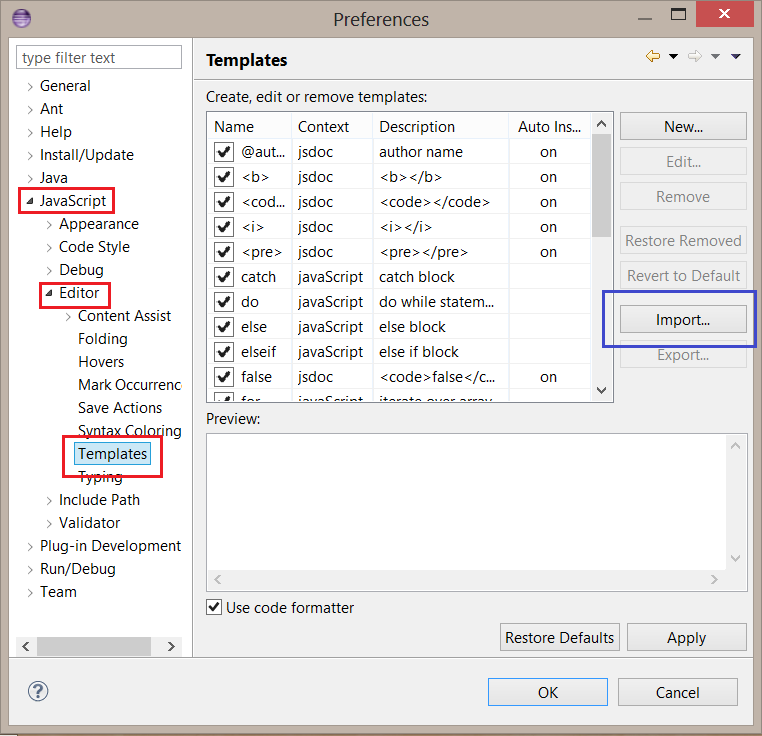 Preferences
type filter text
General
Ant
Help
Install/Update
Java
JavaScript
Appearance
Code Style
Debug
Editor
Content Assist
Folding
Hovers
Mark Occurrenc
Save Actions
Syntax Coloring
Templates
Typing
Include Path
Validator
Plug-in Development
Run/Debug
Team
Templates
Create, edit or remove templates:
Name Context Description Auto Ins...
@aut... jsdoc author name on
<b> jsdoc <b></b> on
<cod... jsdoc <code></code> on
<i> jsdoc <i></i> on
<pre> jsdoc <pre></pre> on
catch javaScript catch block
do javaScript do while statem...
else javaScript else block
elseif javaScript else if block
false jsdoc <code>false</c... on
for javaScript iterate over array
New...
Edit...
Remove
Restore Removed
Revert to Default
Import...
Export...
Preview:
Use code formatter
Restore Defaults Apply
? OK Cancel